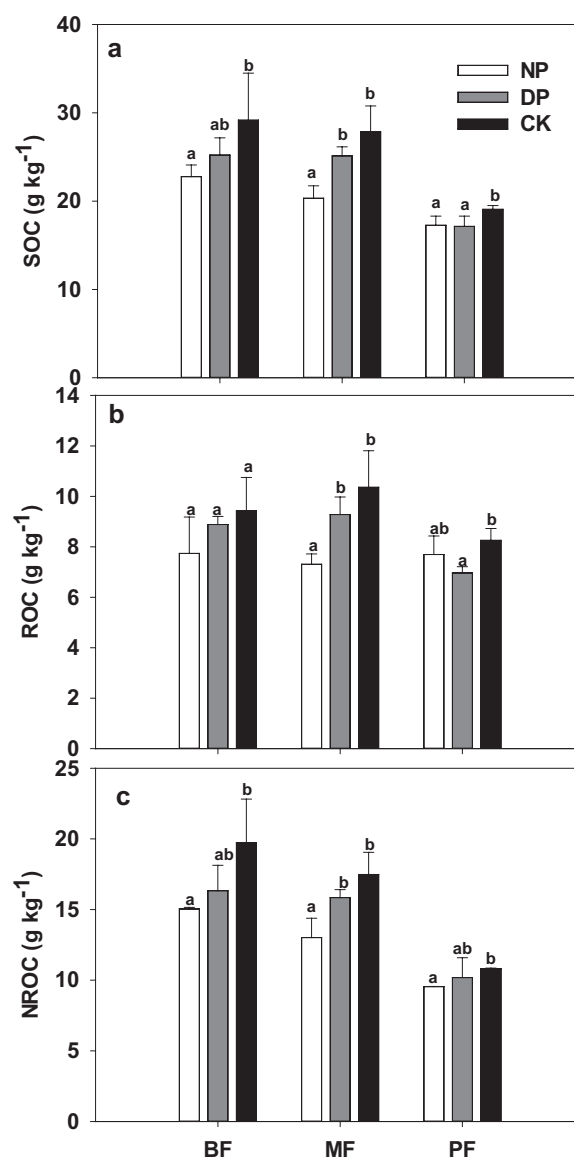 a
NP
DP
CK
SOC (g kg⁻¹)
40
30
20
10
0
a ab b
a b b
a a b
b
ROC (g kg⁻¹)
14
12
10
8
6
4
2
0
a a a
a b b
ab a b
c
NROC (g kg⁻¹)
25
20
15
10
5
0
a ab b
a b b
a ab b
BF MF PF